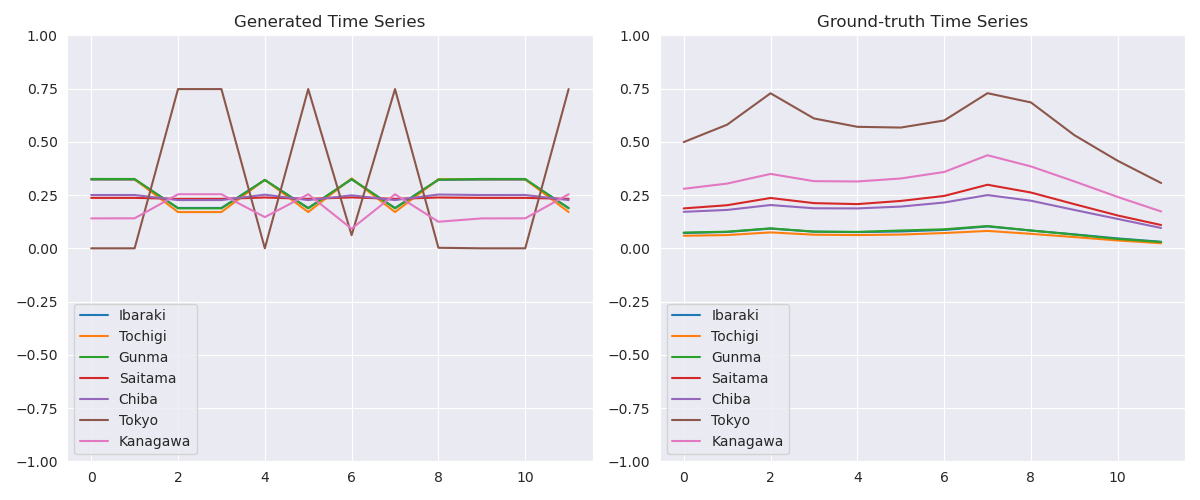 Generated Time Series
1.00
0.75
0.50
0.25
0.00
−0.25
−0.50
−0.75
−1.00
0 2 4 6 8 10
Ibaraki
Tochigi
Gunma
Saitama
Chiba
Tokyo
Kanagawa
Ground-truth Time Series
1.00
0.75
0.50
0.25
0.00
−0.25
−0.50
−0.75
−1.00
0 2 4 6 8 10
Ibaraki
Tochigi
Gunma
Saitama
Chiba
Tokyo
Kanagawa